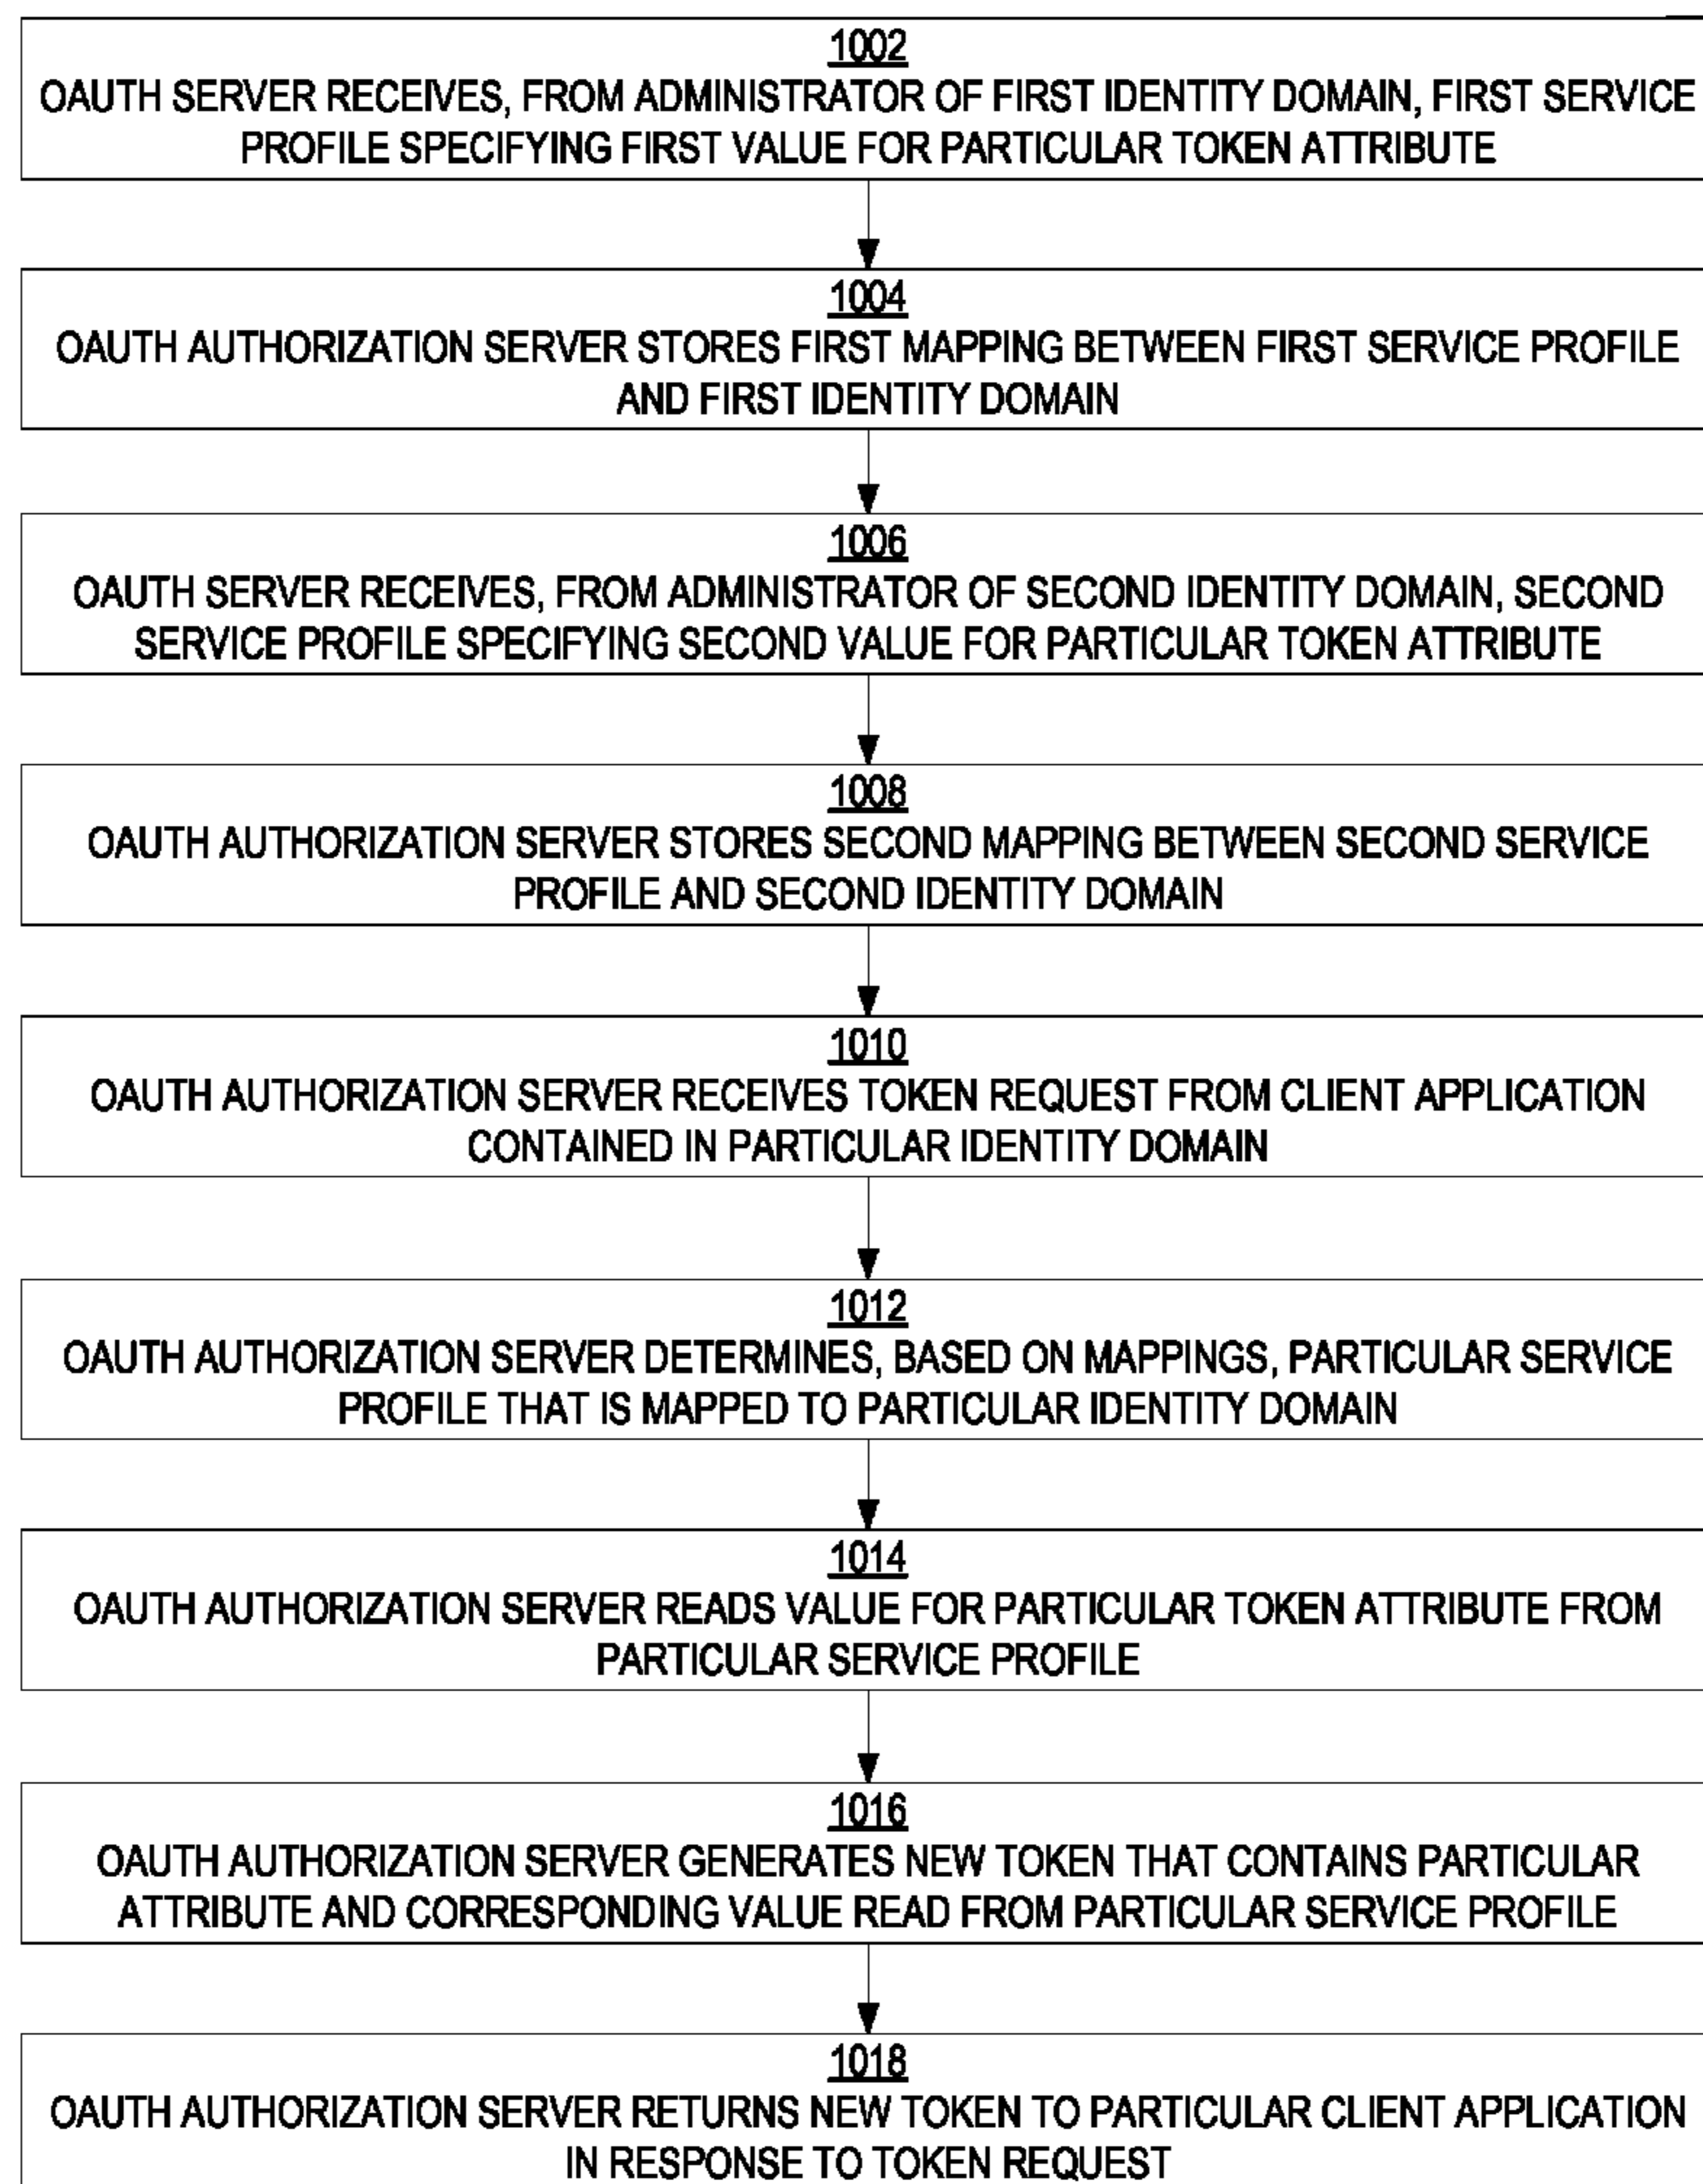 1002
OAUTH SERVER RECEIVES, FROM ADMINISTRATOR OF FIRST IDENTITY DOMAIN, FIRST SERVICE
PROFILE SPECIFYING FIRST VALUE FOR PARTICULAR TOKEN ATTRIBUTE
1004
OAUTH AUTHORIZATION SERVER STORES FIRST MAPPING BETWEEN FIRST SERVICE PROFILE
AND FIRST IDENTITY DOMAIN
1006
OAUTH SERVER RECEIVES, FROM ADMINISTRATOR OF SECOND IDENTITY DOMAIN, SECOND
SERVICE PROFILE SPECIFYING SECOND VALUE FOR PARTICULAR TOKEN ATTRIBUTE
1008
OAUTH AUTHORIZATION SERVER STORES SECOND MAPPING BETWEEN SECOND SERVICE
PROFILE AND SECOND IDENTITY DOMAIN
1010
OAUTH AUTHORIZATION SERVER RECEIVES TOKEN REQUEST FROM CLIENT APPLICATION
CONTAINED IN PARTICULAR IDENTITY DOMAIN
1012
OAUTH AUTHORIZATION SERVER DETERMINES, BASED ON MAPPINGS, PARTICULAR SERVICE
PROFILE THAT IS MAPPED TO PARTICULAR IDENTITY DOMAIN
1014
OAUTH AUTHORIZATION SERVER READS VALUE FOR PARTICULAR TOKEN ATTRIBUTE FROM
PARTICULAR SERVICE PROFILE
1016
OAUTH AUTHORIZATION SERVER GENERATES NEW TOKEN THAT CONTAINS PARTICULAR
ATTRIBUTE AND CORRESPONDING VALUE READ FROM PARTICULAR SERVICE PROFILE
1018
OAUTH AUTHORIZATION SERVER RETURNS NEW TOKEN TO PARTICULAR CLIENT APPLICATION
IN RESPONSE TO TOKEN REQUEST